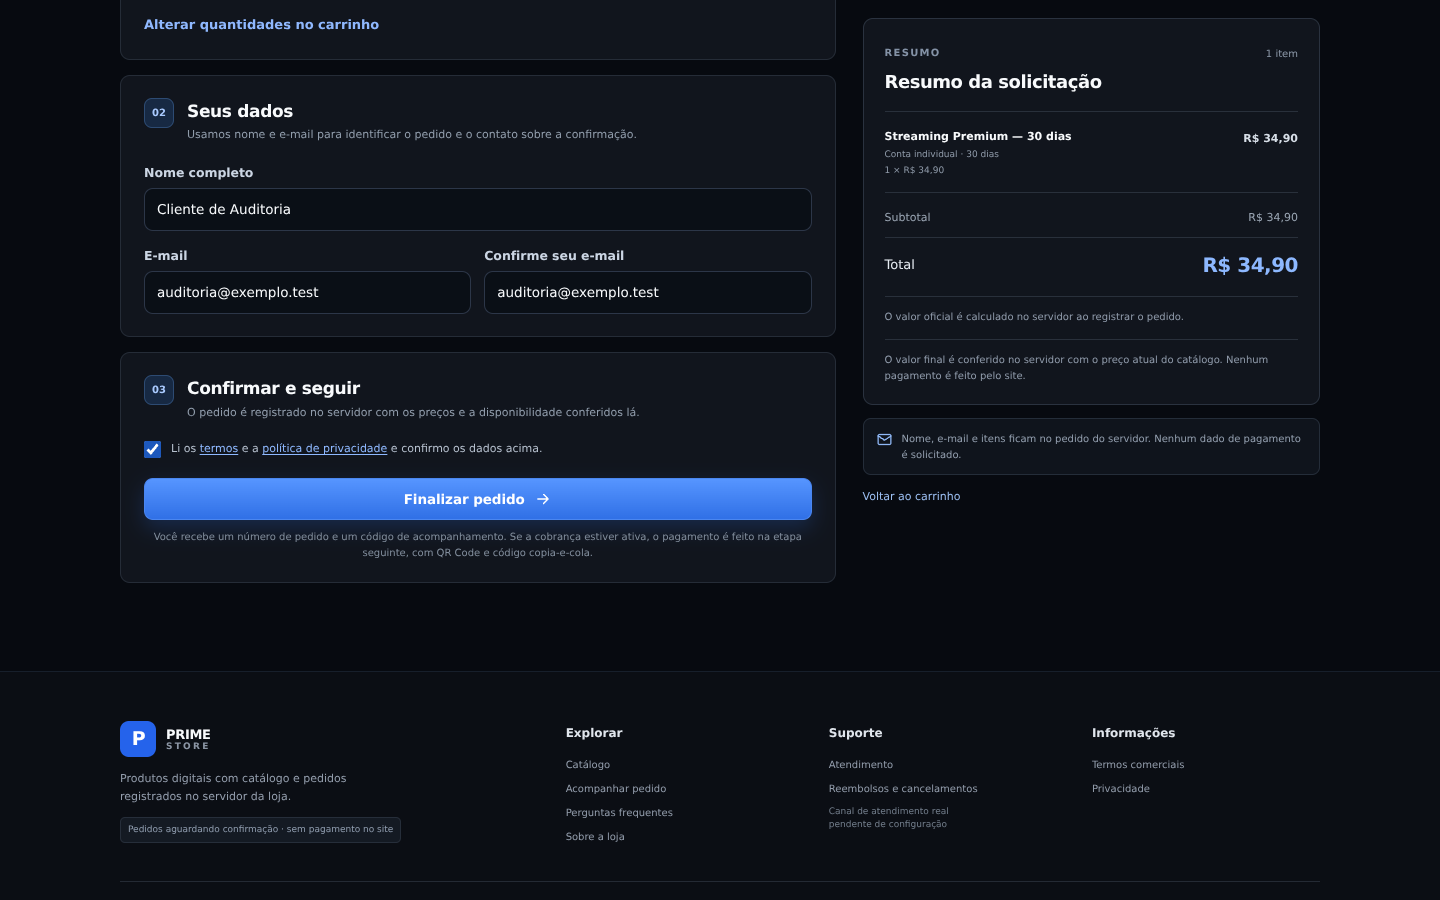 Alterar quantidades no carrinho
02
Seus dados
Usamos nome e e-mail para identificar o pedido e o contato sobre a confirmação.
Nome completo
Cliente de Auditoria
E-mail
Confirme seu e-mail
auditoria@exemplo.test
auditoria@exemplo.test
03
Confirmar e seguir
O pedido é registrado no servidor com os preços e a disponibilidade conferidos lá.
Li os termos e a política de privacidade e confirmo os dados acima.
Finalizar pedido →
Você recebe um número de pedido e um código de acompanhamento. Se a cobrança estiver ativa, o pagamento é feito na etapa
seguinte, com QR Code e código copia-e-cola.
RESUMO
1 item
Resumo da solicitação
Streaming Premium — 30 dias
R$ 34,90
Conta individual · 30 dias
1 × R$ 34,90
Subtotal
R$ 34,90
Total
R$ 34,90
O valor oficial é calculado no servidor ao registrar o pedido.
O valor final é conferido no servidor com o preço atual do catálogo. Nenhum
pagamento é feito pelo site.
Nome, e-mail e itens ficam no pedido do servidor. Nenhum dado de pagamento
é solicitado.
Voltar ao carrinho
P
PRIME
STORE
Produtos digitais com catálogo e pedidos
registrados no servidor da loja.
Pedidos aguardando confirmação · sem pagamento no site
Explorar
Catálogo
Acompanhar pedido
Perguntas frequentes
Sobre a loja
Suporte
Atendimento
Reembolsos e cancelamentos
Canal de atendimento real
pendente de configuração
Informações
Termos comerciais
Privacidade